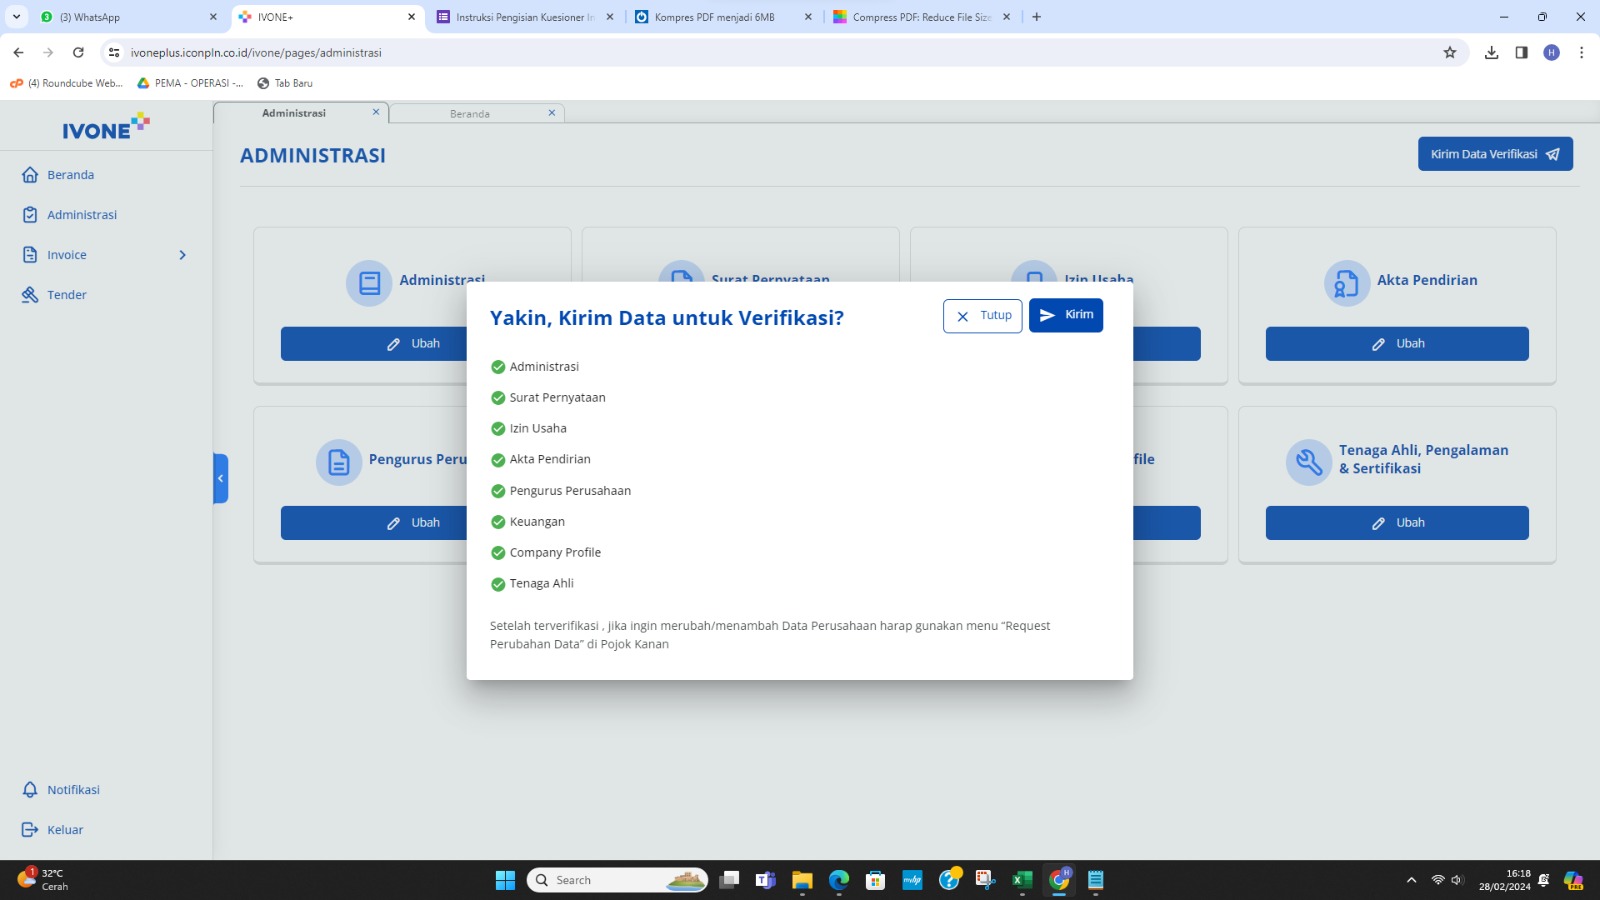 (3) WhatsApp
IVONE+
Instruksi Pengisian Kuesioner In
Kompres PDF menjadi 6MB
Compress PDF: Reduce File Size
ivoneplus.iconpln.co.id/ivone/pages/administrasi
H
(4) Roundcube Web...
PEMA - OPERASI -...
Tab Baru
IVONE
Administrasi
Beranda
ADMINISTRASI
Kirim Data Verifikasi
Beranda
Administrasi
Invoice
Tender
Administrasi
Surat Pernyataan
Izin Usaha
Akta Pendirian
Ubah
Ubah
Yakin, Kirim Data untuk Verifikasi?
Tutup
Kirim
Administrasi
Surat Pernyataan
Izin Usaha
Akta Pendirian
Pengurus Perusahaan
Keuangan
Company Profile
Tenaga Ahli
Setelah terverifikasi , jika ingin merubah/menambah Data Perusahaan harap gunakan menu “Request
Perubahan Data” di Pojok Kanan
Pengurus Peru
file
Tenaga Ahli, Pengalaman
& Sertifikasi
Ubah
Ubah
Notifikasi
Keluar
1
32°C
Cerah
Search
16:18
28/02/2024